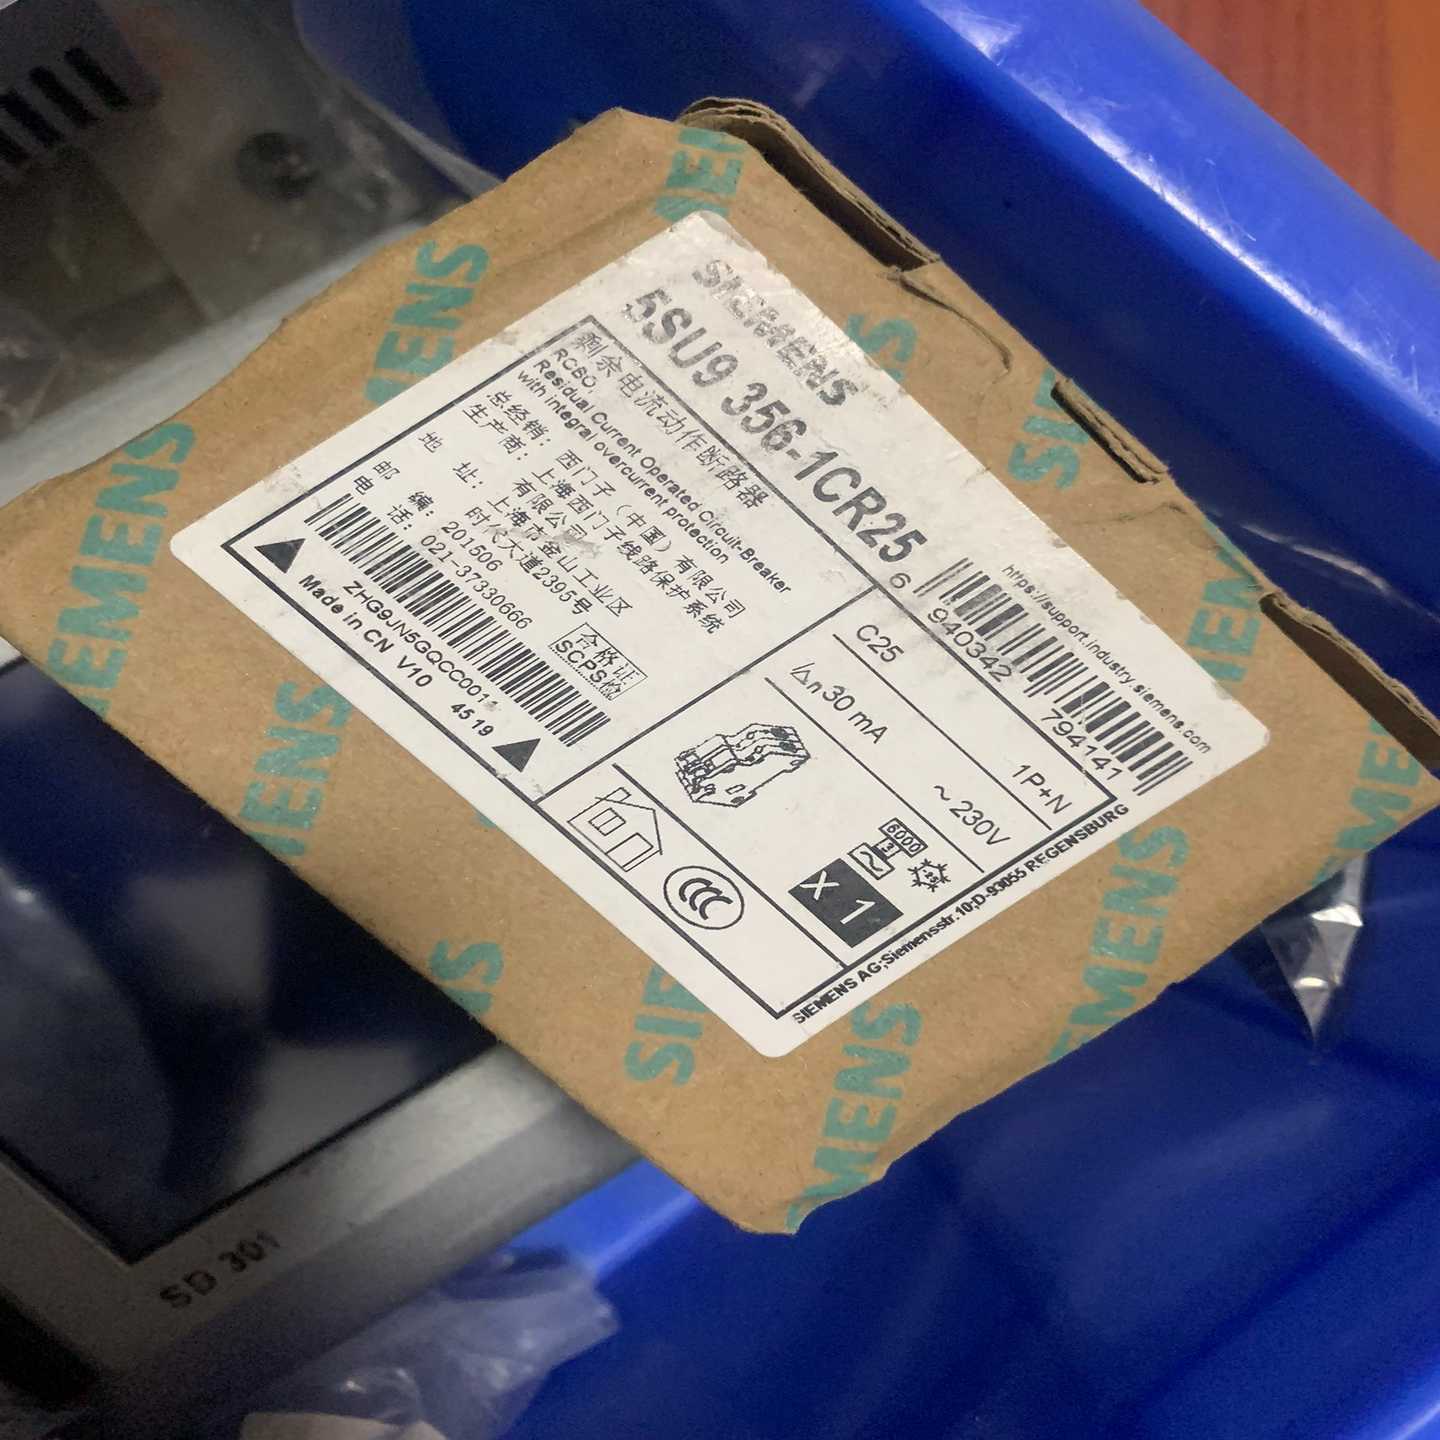 SIEMENS
5SU9 356-1CR25
剩余电流动作断路器
RCBO,
Residual Current Operated Circuit-Breaker
with integral overcurrent protection
总经销: 西门子(中国)有限公司
生产商: 上海西门子线路保护系统
有限公司
地 址: 上海市金山工业区
时代大道2395号
邮 编: 201506
电 话: 021-37330666
合格证
SCPS检
ZHG9JN5GQCC001
Made in CN V10 45 19
https://support.industry.siemens.com
6 940342 794141
C25 1P+N
I△n 30 mA ~ 230V
6000
3
X 1
CCC
SIEMENS AG;Siemensstr.10;D-93055 REGENSBURG
SIEMENS
SIEMENS
SIEMENS
SIEMENS
SIEMENS
SD 301